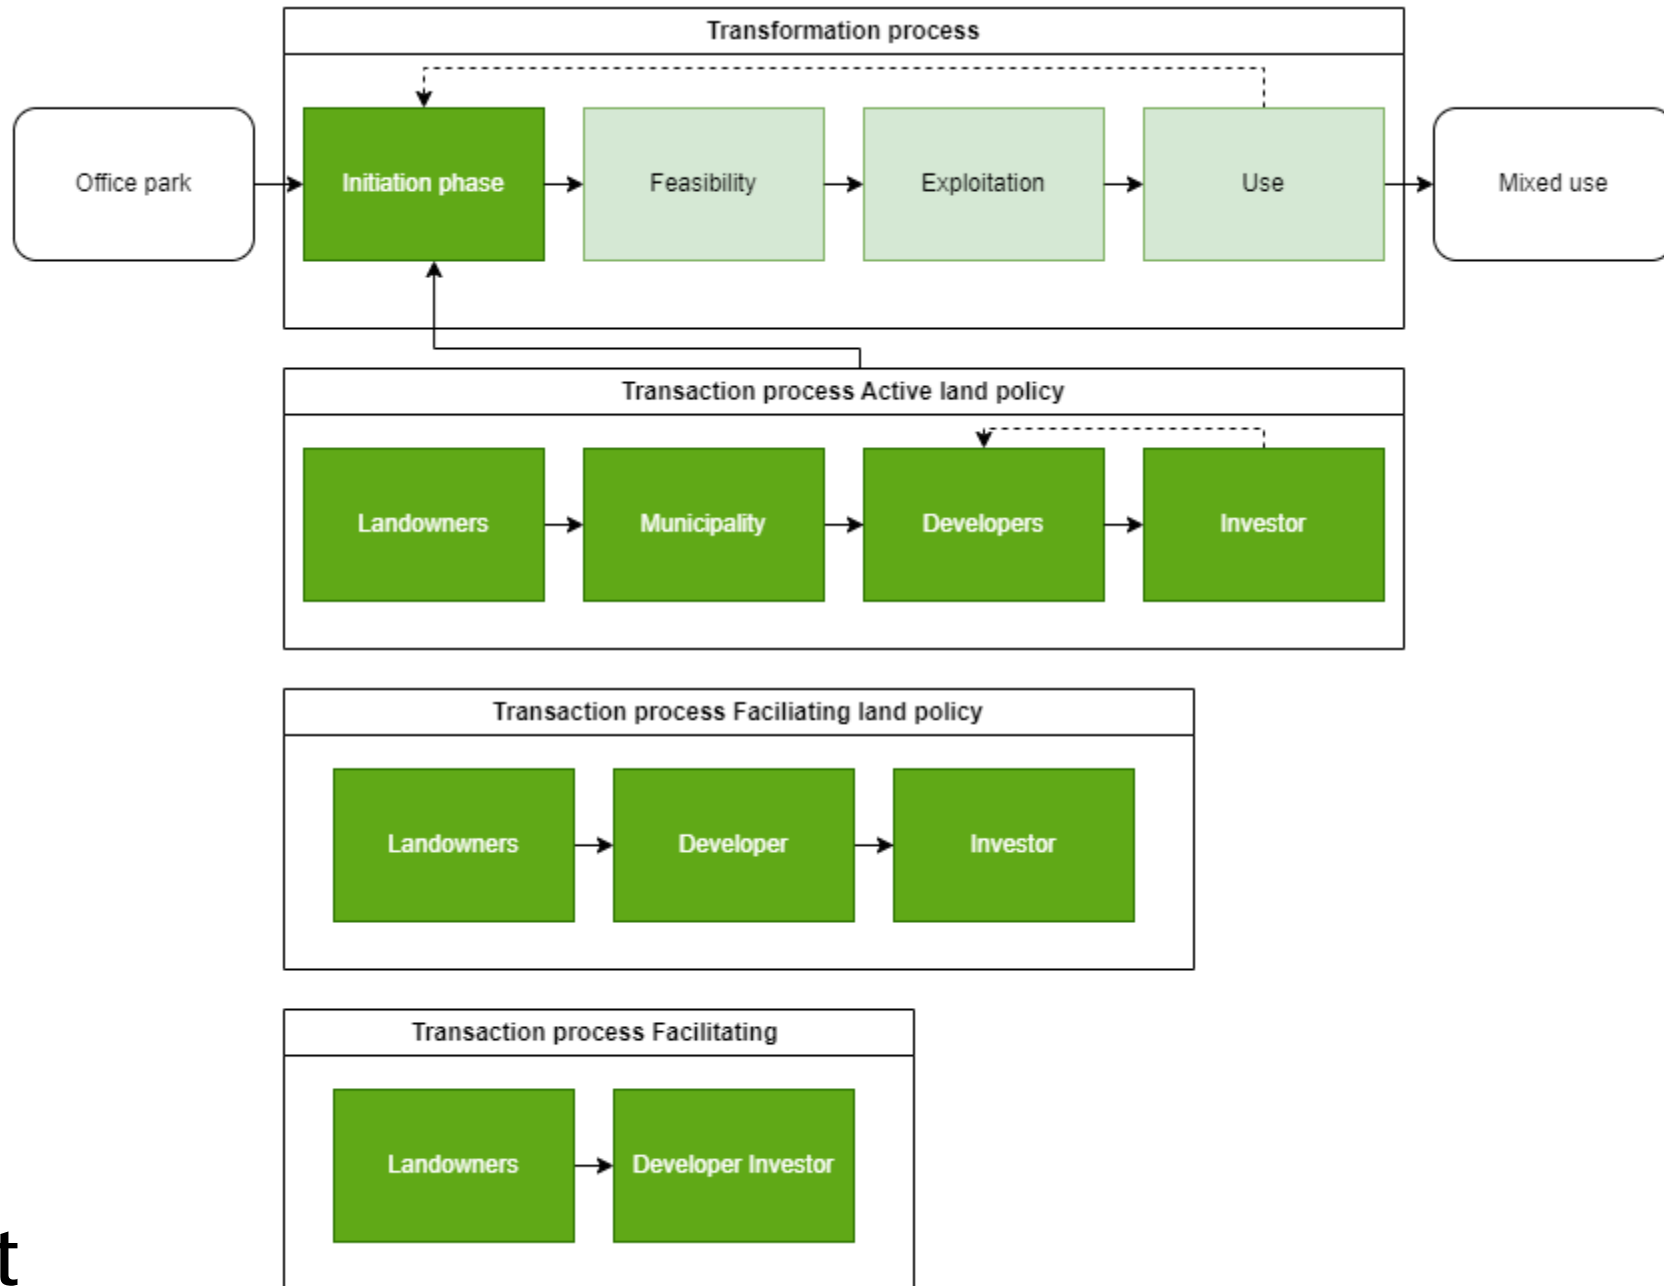 Transformation process
Office park
Initiation phase
Feasibility
Exploitation
Use
Mixed use
Transaction process Active land policy
Landowners
Municipality
Developers
Investor
Transaction process Faciliating land policy
Landowners
Developer
Investor
Transaction process Facilitating
Landowners
Developer Investor
t